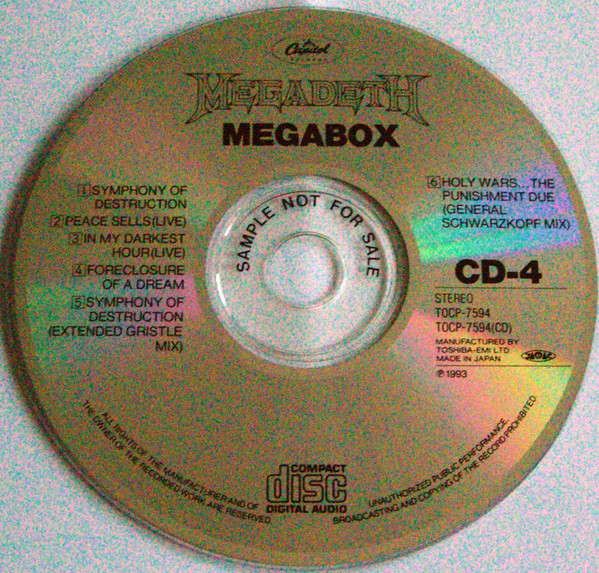 Capitol
MEGADETH
MEGABOX
1 SYMPHONY OF
DESTRUCTION
2 PEACE SELLS(LIVE)
3 IN MY DARKEST
HOUR(LIVE)
4 FORECLOSURE
OF A DREAM
5 SYMPHONY OF
DESTRUCTION
(EXTENDED GRISTLE
MIX)
SAMPLE NOT FOR SALE
6 HOLY WARS...THE
PUNISHMENT DUE
(GENERAL
SCHWARZKOPF MIX)
CD-4
STEREO
TOCP-7594
TOCP-7594(CD)
MANUFACTURED BY
TOSHIBA-EMI LTD
MADE IN JAPAN
℗1993
ALL RIGHTS OF THE MANUFACTURER AND OF
THE OWNER OF THE RECORDED WORK ARE RESERVED.
COMPACT
disc
DIGITAL AUDIO
UNAUTHORIZED PUBLIC PERFORMANCE,
BROADCASTING AND COPYING OF THE RECORD PROHIBITED